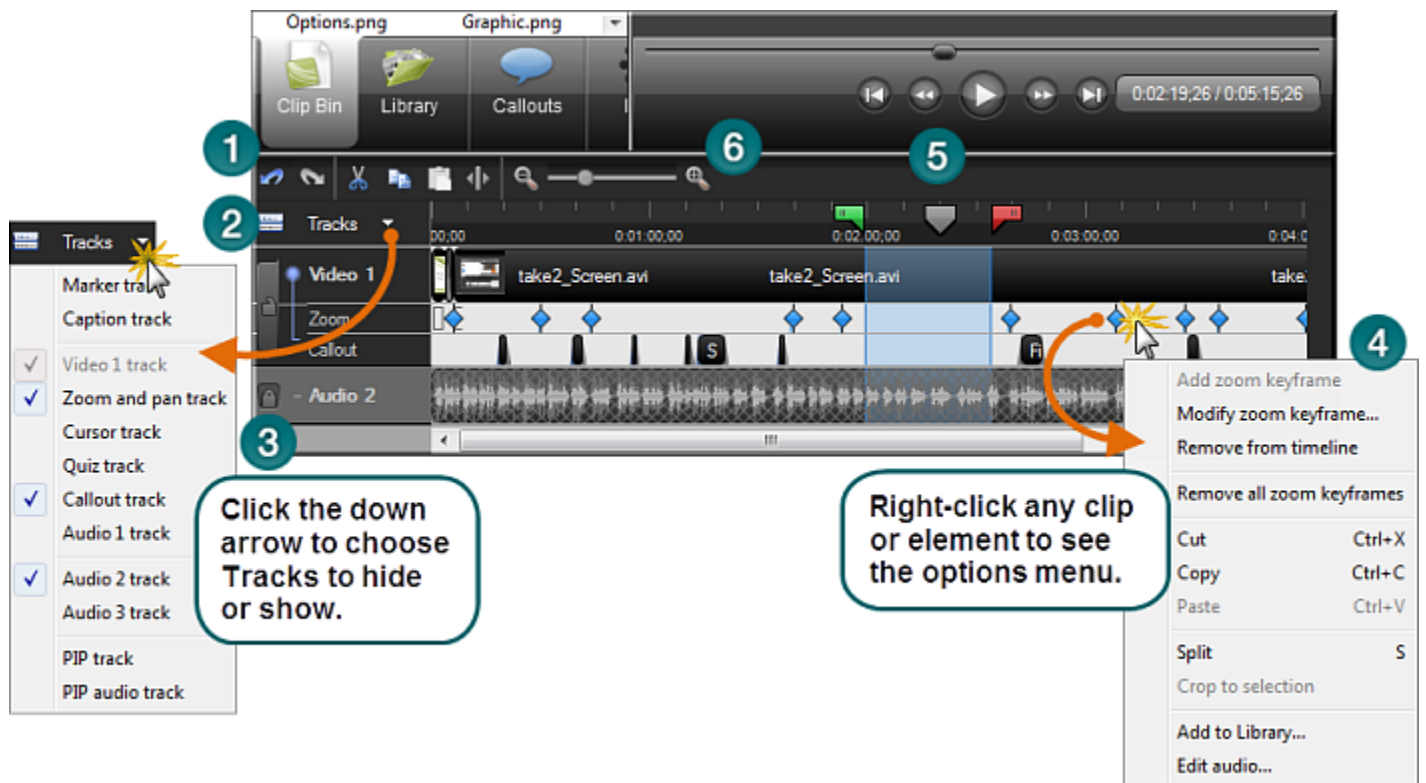 Options.png Graphic.png
Clip Bin Library Callouts
0:02:19;26 / 0:05:15;26
1
6
5
2
Tracks
00;00 0:01:00;00 0:02:00;00 0:03:00;00
Video 1
take2_Screen.avi take2_Screen.avi take
Zoom
Callout
S
Audio 2
3
4
Tracks
Marker
Caption track
Video 1 track
Zoom and pan track
Cursor track
Quiz track
Callout track
Audio 1 track
Audio 2 track
Audio 3 track
PIP track
PIP audio track
Click the down
arrow to choose
Tracks to hide
or show.
Right-click any clip
or element to see
the options menu.
Add zoom keyframe
Modify zoom keyframe...
Remove from timeline
Remove all zoom keyframes
Cut Ctrl+X
Copy Ctrl+C
Paste Ctrl+V
Split S
Crop to selection
Add to Library...
Edit audio...